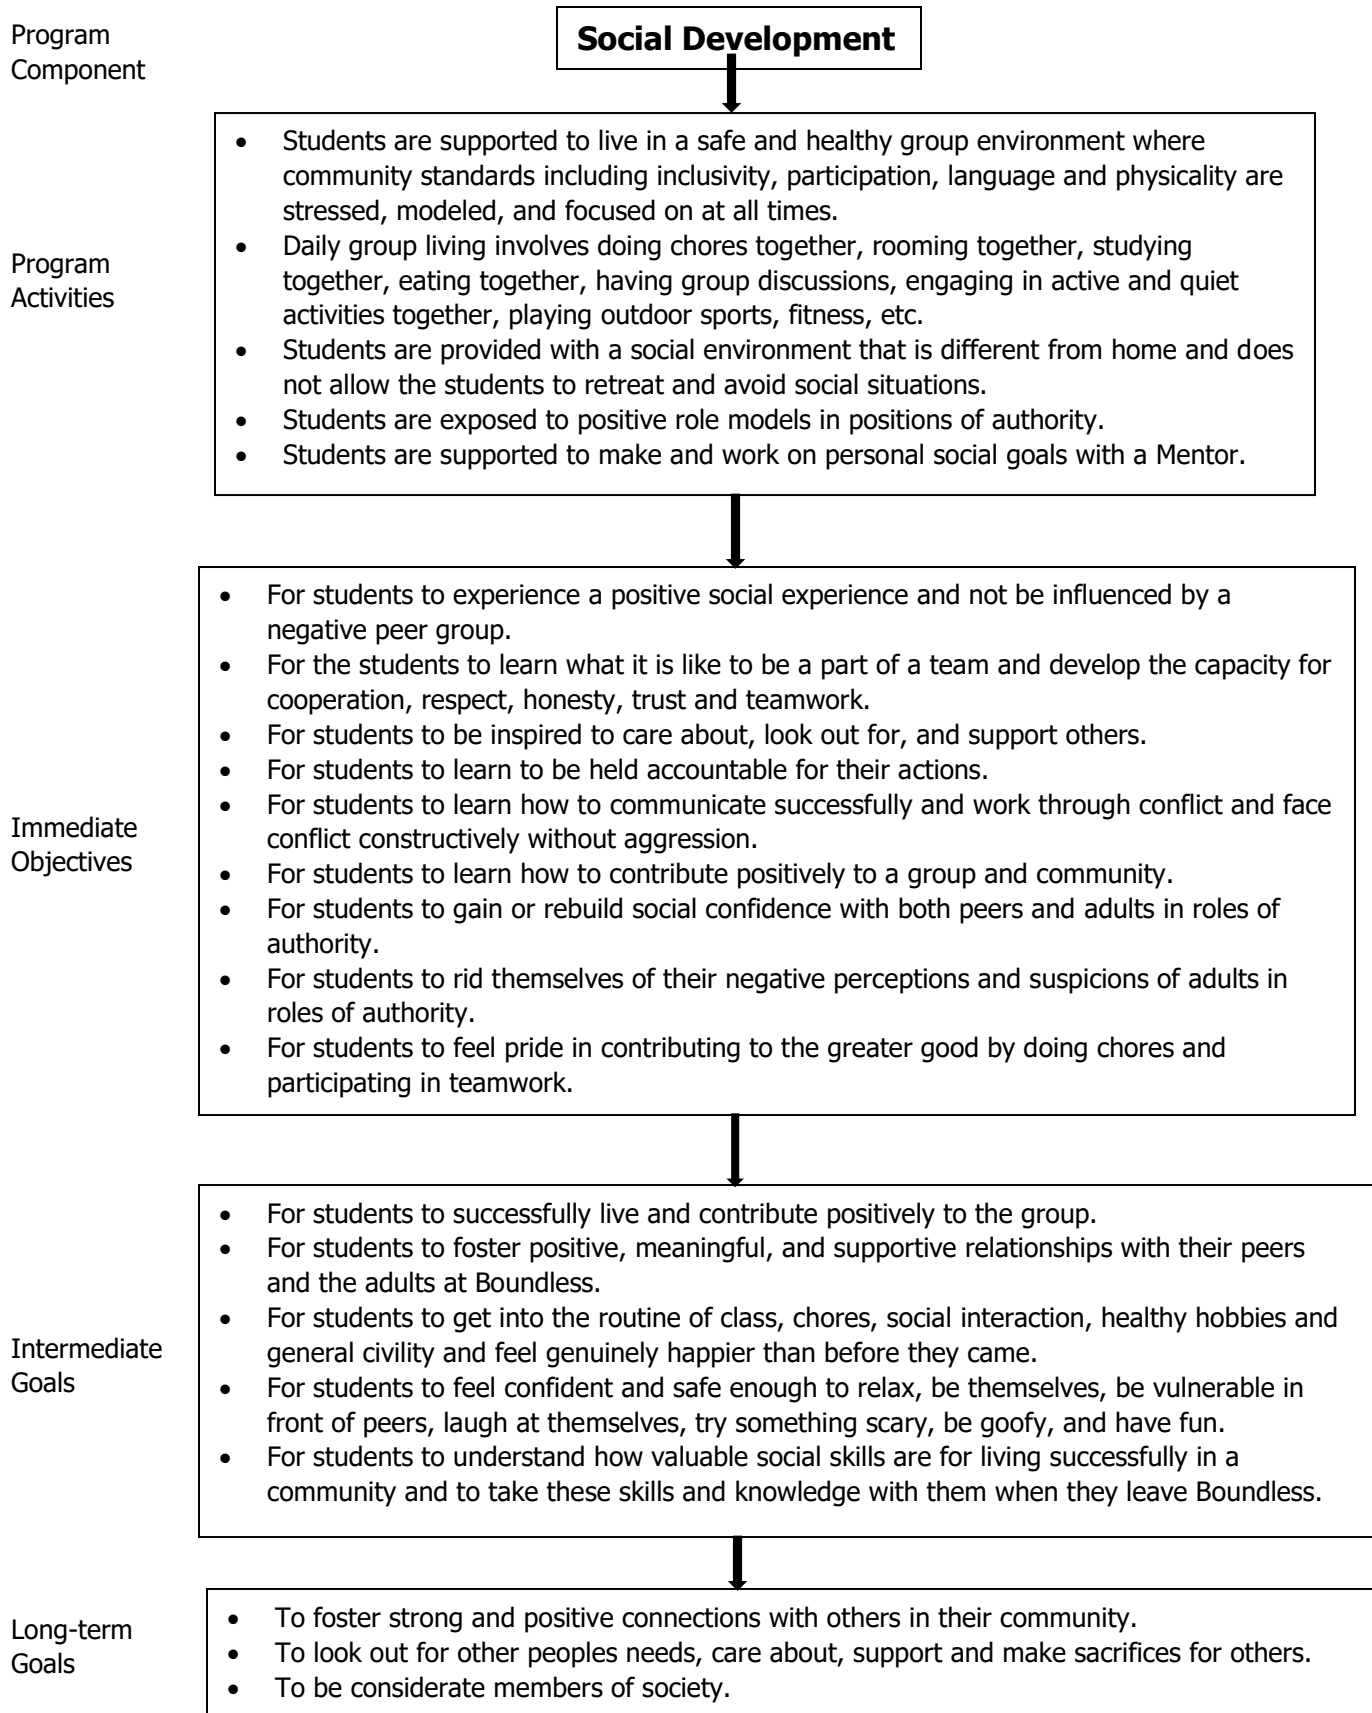 Program
Component
Social Development
Program
Activities
• Students are supported to live in a safe and healthy group environment where
community standards including inclusivity, participation, language and physicality are
stressed, modeled, and focused on at all times.
• Daily group living involves doing chores together, rooming together, studying
together, eating together, having group discussions, engaging in active and quiet
activities together, playing outdoor sports, fitness, etc.
• Students are provided with a social environment that is different from home and does
not allow the students to retreat and avoid social situations.
• Students are exposed to positive role models in positions of authority.
• Students are supported to make and work on personal social goals with a Mentor.
Immediate
Objectives
• For students to experience a positive social experience and not be influenced by a
negative peer group.
• For the students to learn what it is like to be a part of a team and develop the capacity for
cooperation, respect, honesty, trust and teamwork.
• For students to be inspired to care about, look out for, and support others.
• For students to learn to be held accountable for their actions.
• For students to learn how to communicate successfully and work through conflict and face
conflict constructively without aggression.
• For students to learn how to contribute positively to a group and community.
• For students to gain or rebuild social confidence with both peers and adults in roles of
authority.
• For students to rid themselves of their negative perceptions and suspicions of adults in
roles of authority.
• For students to feel pride in contributing to the greater good by doing chores and
participating in teamwork.
Intermediate
Goals
• For students to successfully live and contribute positively to the group.
• For students to foster positive, meaningful, and supportive relationships with their peers
and the adults at Boundless.
• For students to get into the routine of class, chores, social interaction, healthy hobbies and
general civility and feel genuinely happier than before they came.
• For students to feel confident and safe enough to relax, be themselves, be vulnerable in
front of peers, laugh at themselves, try something scary, be goofy, and have fun.
• For students to understand how valuable social skills are for living successfully in a
community and to take these skills and knowledge with them when they leave Boundless.
Long-term
Goals
• To foster strong and positive connections with others in their community.
• To look out for other peoples needs, care about, support and make sacrifices for others.
• To be considerate members of society.